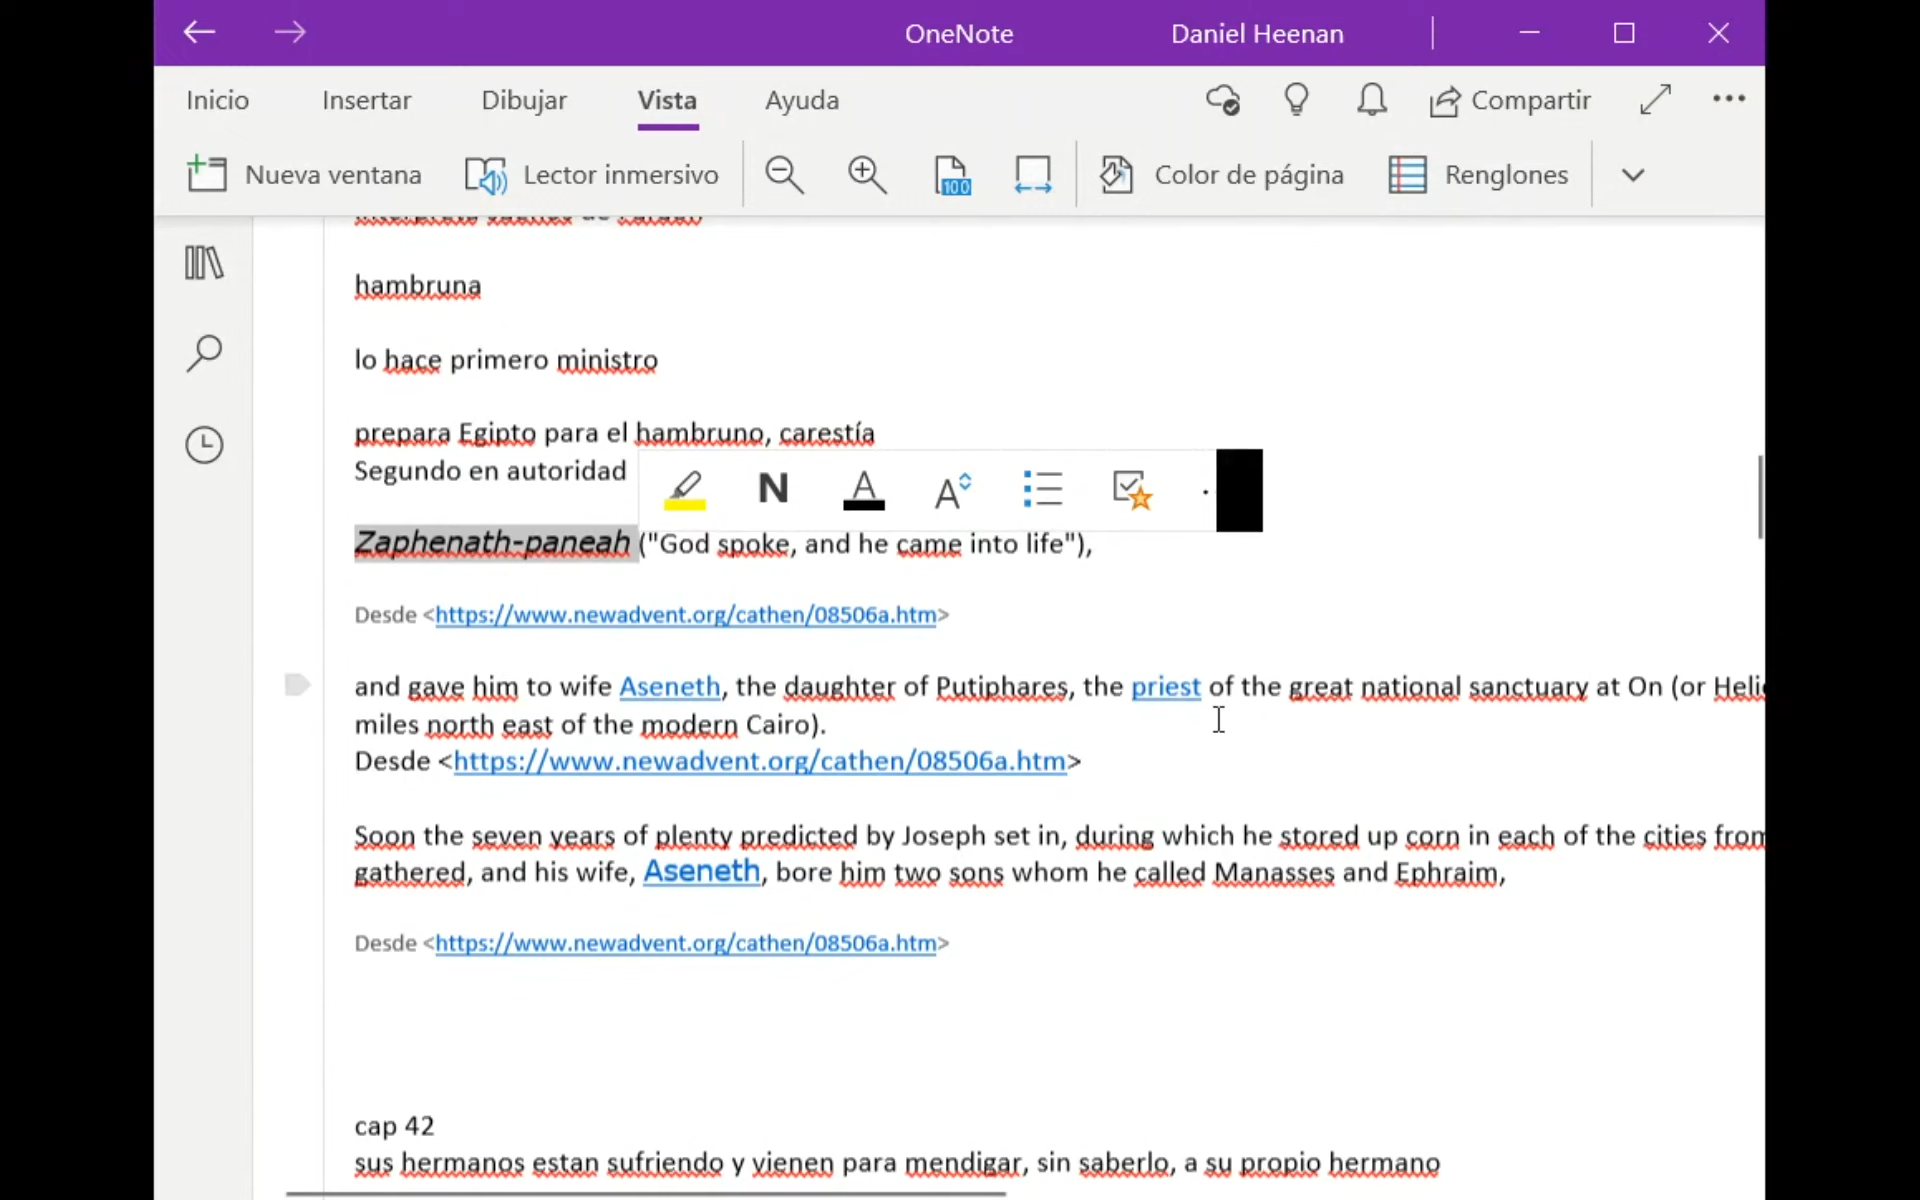 OneNote
Daniel Heenan
Inicio Insertar Dibujar Vista Ayuda Compartir
Nueva ventana Lector inmersivo 100 Color de página Renglones
hambruna
lo hace primero ministro
prepara Egipto para el hambruno, carestía
Segundo en autoridad
N A A
Zaphenath-paneah ("God spoke, and he came into life"),
Desde <https://www.newadvent.org/cathen/08506a.htm>
and gave him to wife Aseneth, the daughter of Putiphares, the priest of the great national sanctuary at On (or
miles north east of the modern Cairo).
Desde <https://www.newadvent.org/cathen/08506a.htm>
Soon the seven years of plenty predicted by Joseph set in, during which he stored up corn in each of the cities from
gathered, and his wife, Aseneth, bore him two sons whom he called Manasses and Ephraim,
Desde <https://www.newadvent.org/cathen/08506a.htm>
cap 42
sus hermanos estan sufriendo y vienen para mendigar, sin saberlo, a su propio hermano